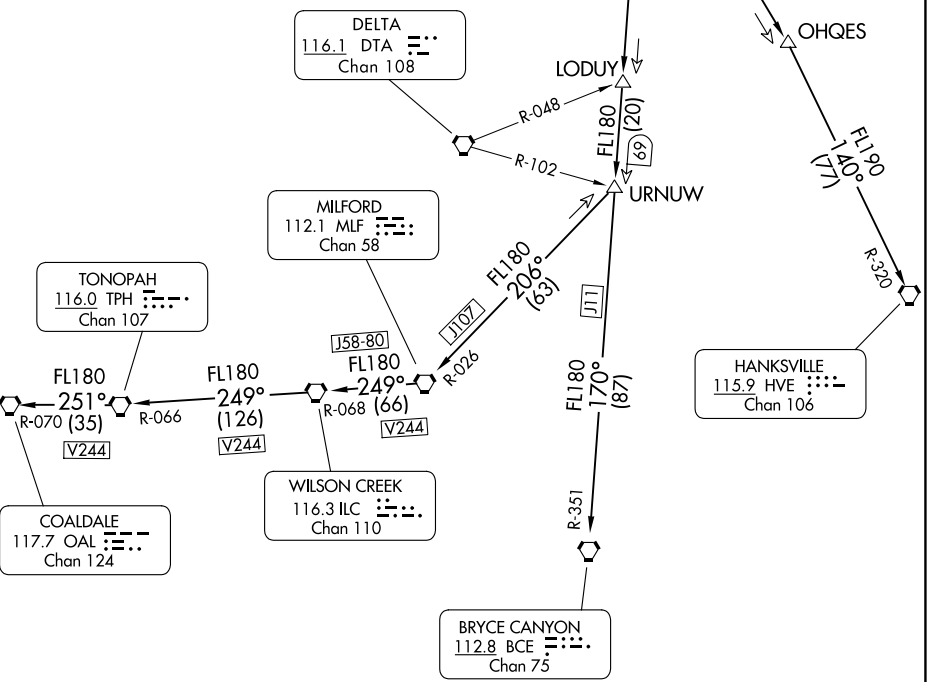 DELTA
116.1 DTA
Chan 108
OHQES
LODUY
R-048
FL180
(20)
69
R-102
FL190
140°
(77)
URNUW
MILFORD
112.1 MLF
Chan 58
FL180
206°
(63)
R-320
TONOPAH
116.0 TPH
Chan 107
J107
J11
J58-80
FL180
249°
(66)
R-026
R-068
V244
FL180
249°
(126)
R-066
V244
FL180
251°
(35)
R-070
V244
FL180
170°
(87)
HANKSVILLE
115.9 HVE
Chan 106
WILSON CREEK
116.3 ILC
Chan 110
R-351
COALDALE
117.7 OAL
Chan 124
BRYCE CANYON
112.8 BCE
Chan 75